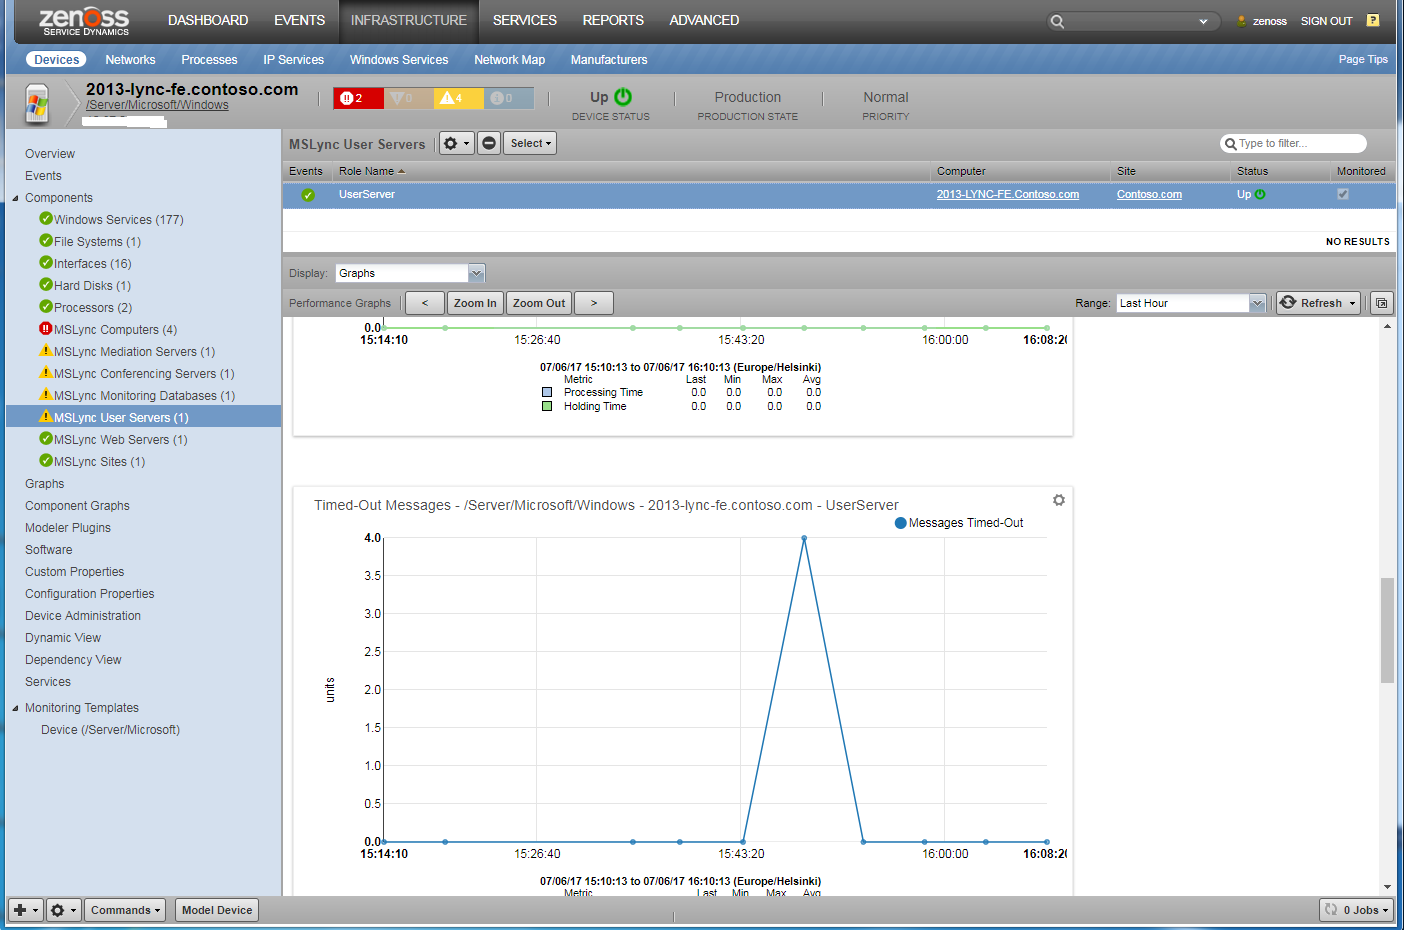 zenoss
SERVICE DYNAMICS
DASHBOARD EVENTS INFRASTRUCTURE SERVICES REPORTS ADVANCED
zenoss SIGN OUT ?
Devices Networks Processes IP Services Windows Services Network Map Manufacturers Page Tips
2013-lync-fe.contoso.com
/Server/Microsoft/Windows
2 0 4 0
Up
DEVICE STATUS
Production
PRODUCTION STATE
Normal
PRIORITY
Overview
Events
Components
Windows Services (177)
File Systems (1)
Interfaces (16)
Hard Disks (1)
Processors (2)
MSLync Computers (4)
MSLync Mediation Servers (1)
MSLync Conferencing Servers (1)
MSLync Monitoring Databases (1)
MSLync User Servers (1)
MSLync Web Servers (1)
MSLync Sites (1)
Graphs
Component Graphs
Modeler Plugins
Software
Custom Properties
Configuration Properties
Device Administration
Dynamic View
Dependency View
Services
Monitoring Templates
Device (/Server/Microsoft)
MSLync User Servers Select Type to filter...
Events Role Name Computer Site Status Monitored
UserServer 2013-LYNC-FE.Contoso.com Contoso.com Up
NO RESULTS
Display: Graphs
Performance Graphs < Zoom In Zoom Out > Range: Last Hour Refresh
0.0
15:14:10 15:26:40 15:43:20 16:00:00 16:08:20
07/06/17 15:10:13 to 07/06/17 16:10:13 (Europe/Helsinki)
Metric Last Min Max Avg
Processing Time 0.0 0.0 0.0 0.0
Holding Time 0.0 0.0 0.0 0.0
Timed-Out Messages - /Server/Microsoft/Windows - 2013-lync-fe.contoso.com - UserServer
Messages Timed-Out
4.0
3.5
3.0
2.5
2.0
1.5
1.0
0.5
0.0
units
15:14:10 15:26:40 15:43:20 16:00:00 16:08:20
07/06/17 15:10:13 to 07/06/17 16:10:13 (Europe/Helsinki)
Metric Last Min Max Avg
Commands Model Device 0 Jobs